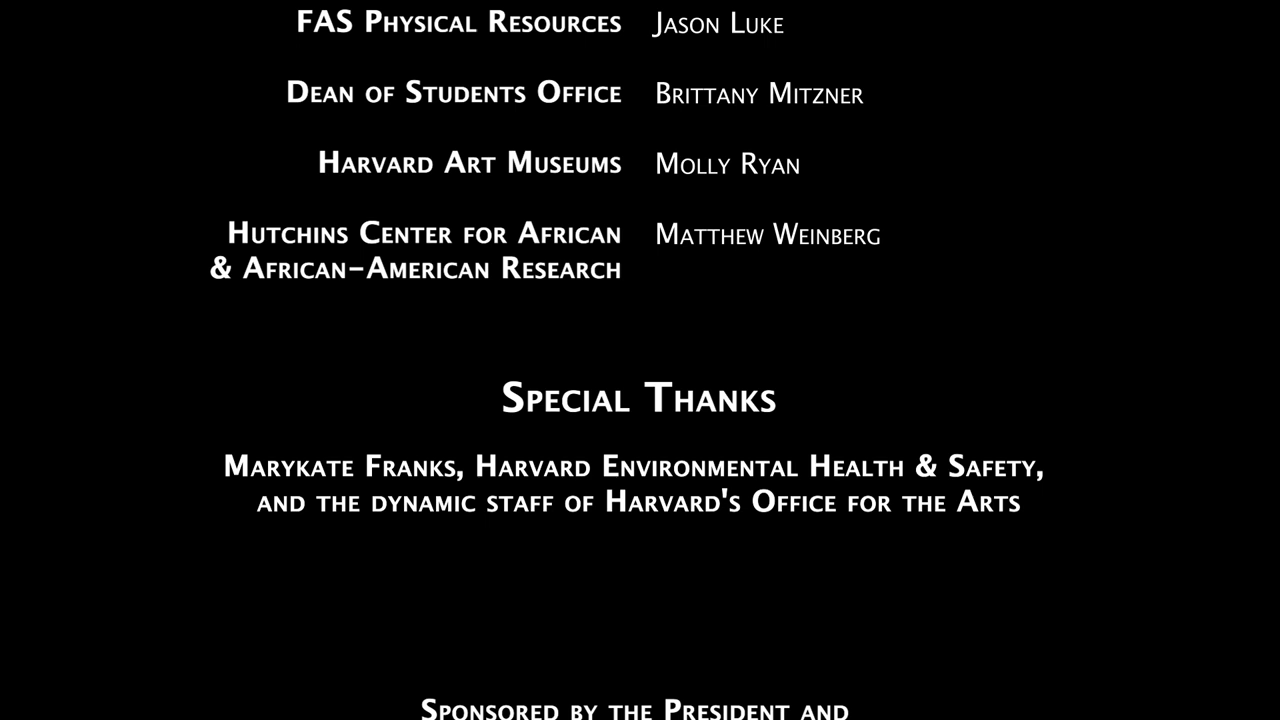 FAS Physical Resources Jason Luke
Dean of Students Office Brittany Mitzner
Harvard Art Museums Molly Ryan
Hutchins Center for African Matthew Weinberg
& African-American Research
Special Thanks
Marykate Franks, Harvard Environmental Health & Safety,
and the dynamic staff of Harvard's Office for the Arts
Sponsored by the President and